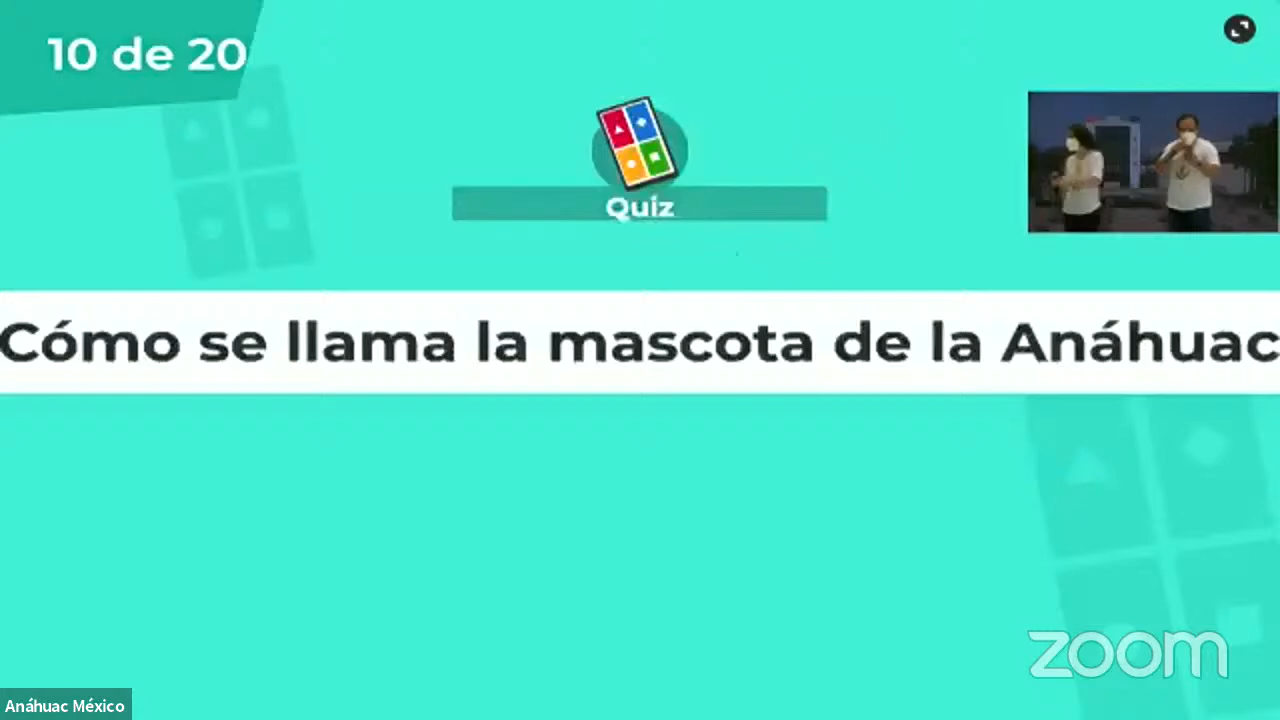 10 de 20
Quiz
Cómo se llama la mascota de la Anáhuac
zoom
Anáhuac México